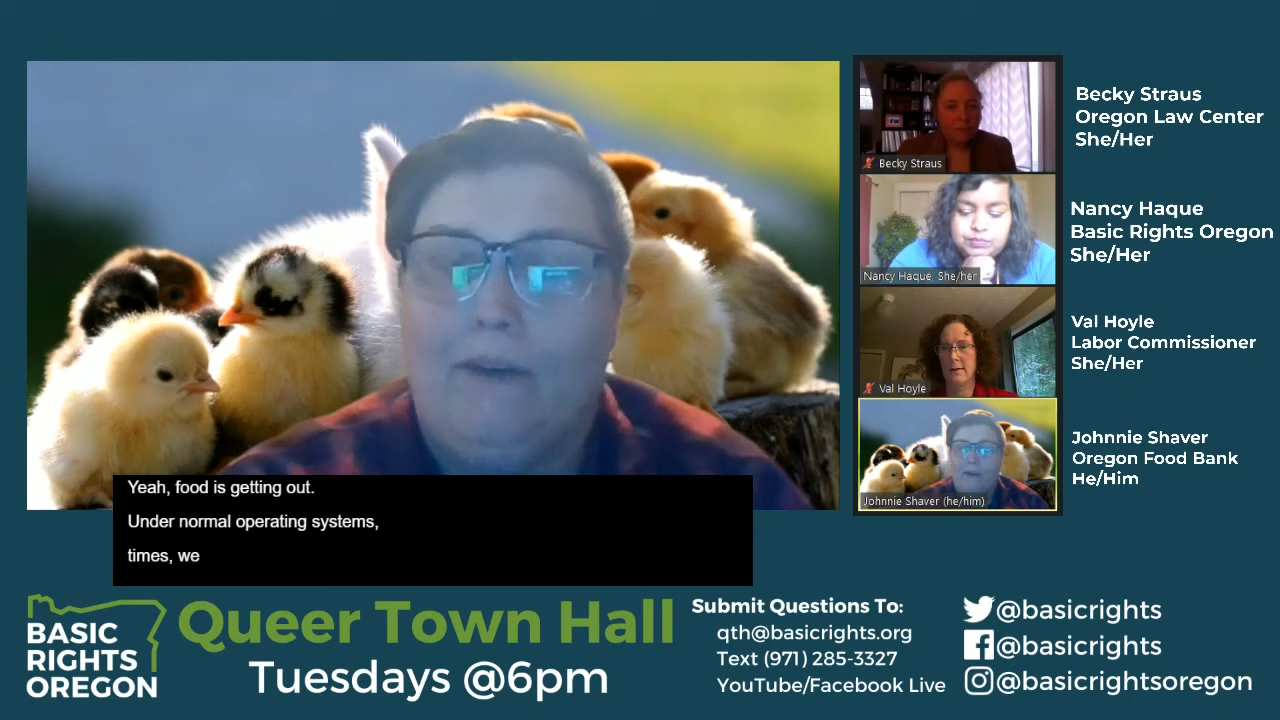 Becky Straus
Oregon Law Center
She/Her
Becky Straus
Nancy Haque
Basic Rights Oregon
She/Her
Nancy Haque, She/her
Val Hoyle
Labor Commissioner
She/Her
Val Hoyle
Johnnie Shaver
Oregon Food Bank
He/Him
Johnnie Shaver (he/him)
Yeah, food is getting out.
Under normal operating systems,
times, we
BASIC
RIGHTS
OREGON
Queer Town Hall
Tuesdays @6pm
Submit Questions To:
qth@basicrights.org
Text (971) 285-3327
YouTube/Facebook Live
@basicrights
@basicrights
@basicrightsoregon